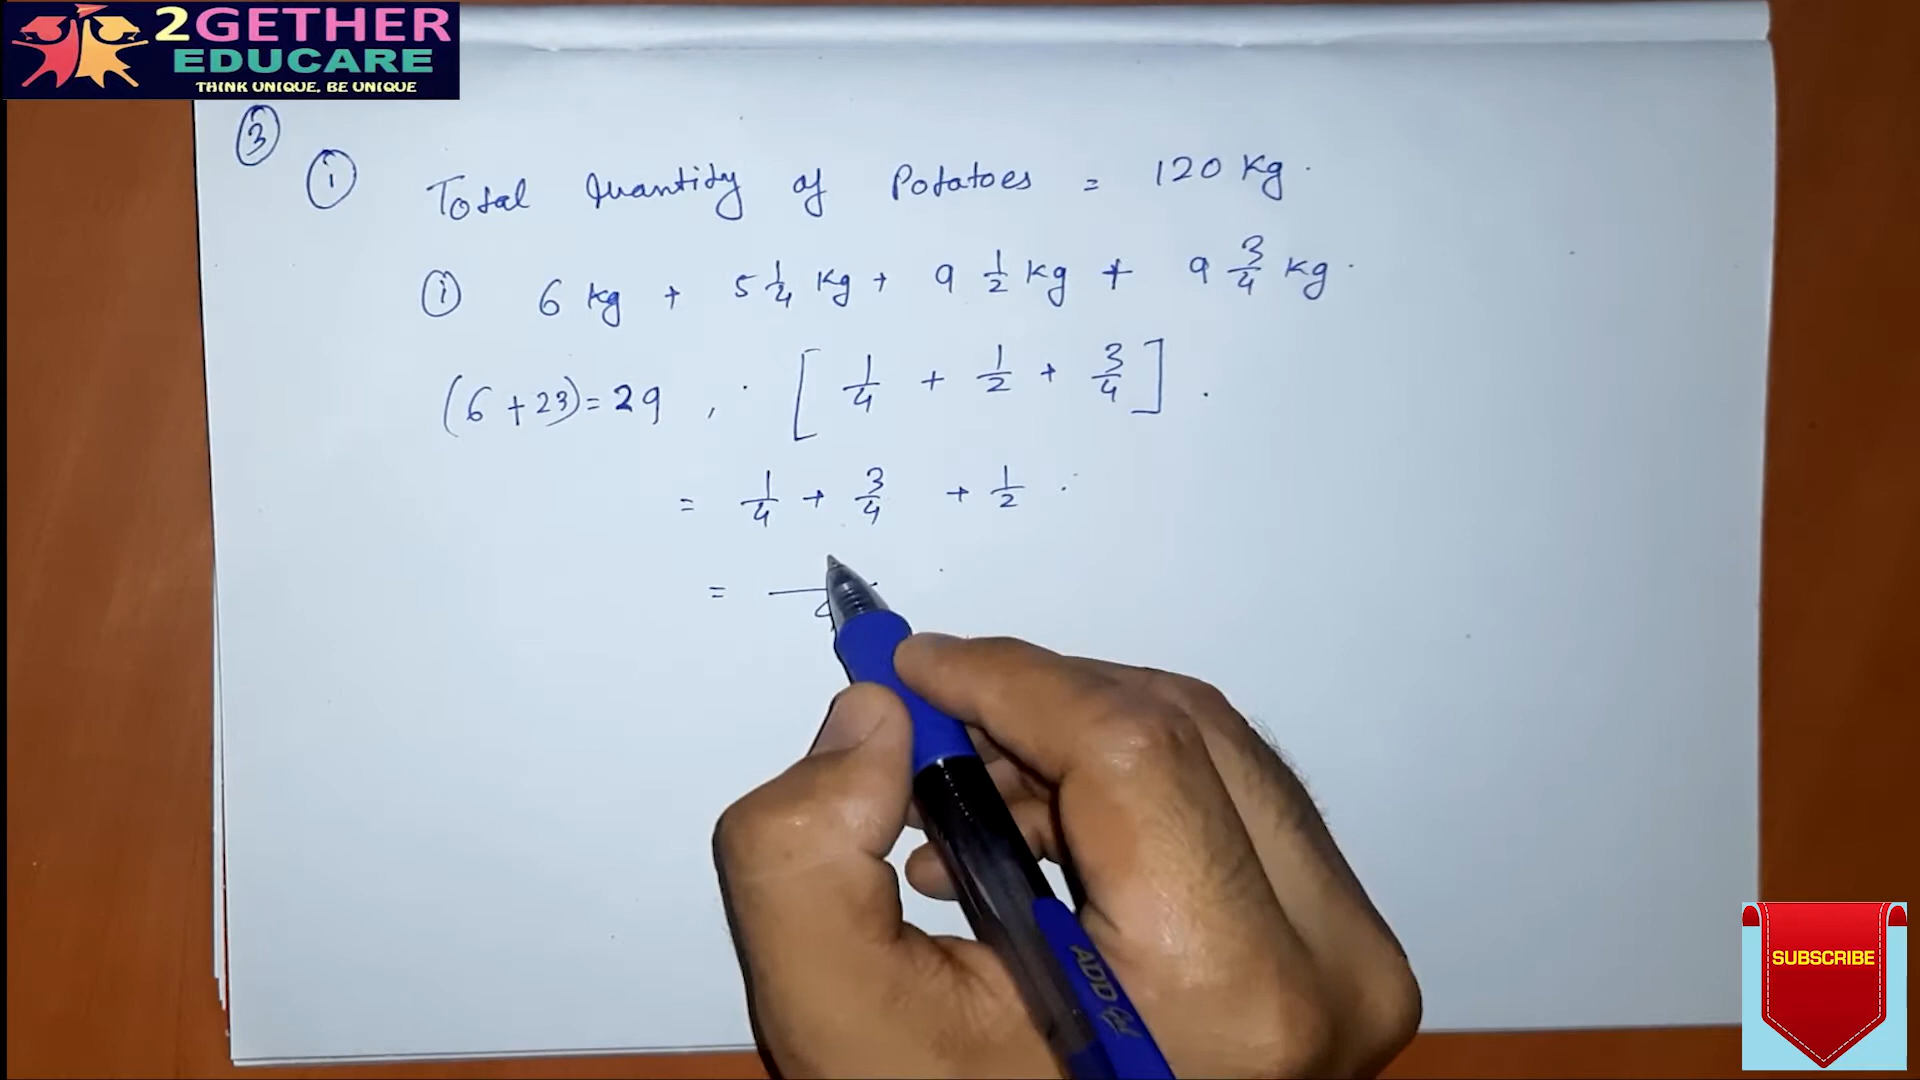 2GETHER
EDUCARE
THINK UNIQUE, BE UNIQUE
3
i Total Quantity of Potatoes = 120 Kg.
i 6 kg + 5 1/4 Kg + 9 1/2 kg + 9 3/4 kg.
(6 + 23) = 29 , [ 1/4 + 1/2 + 3/4 ] .
= 1/4 + 3/4 + 1/2
=
ADD
SUBSCRIBE